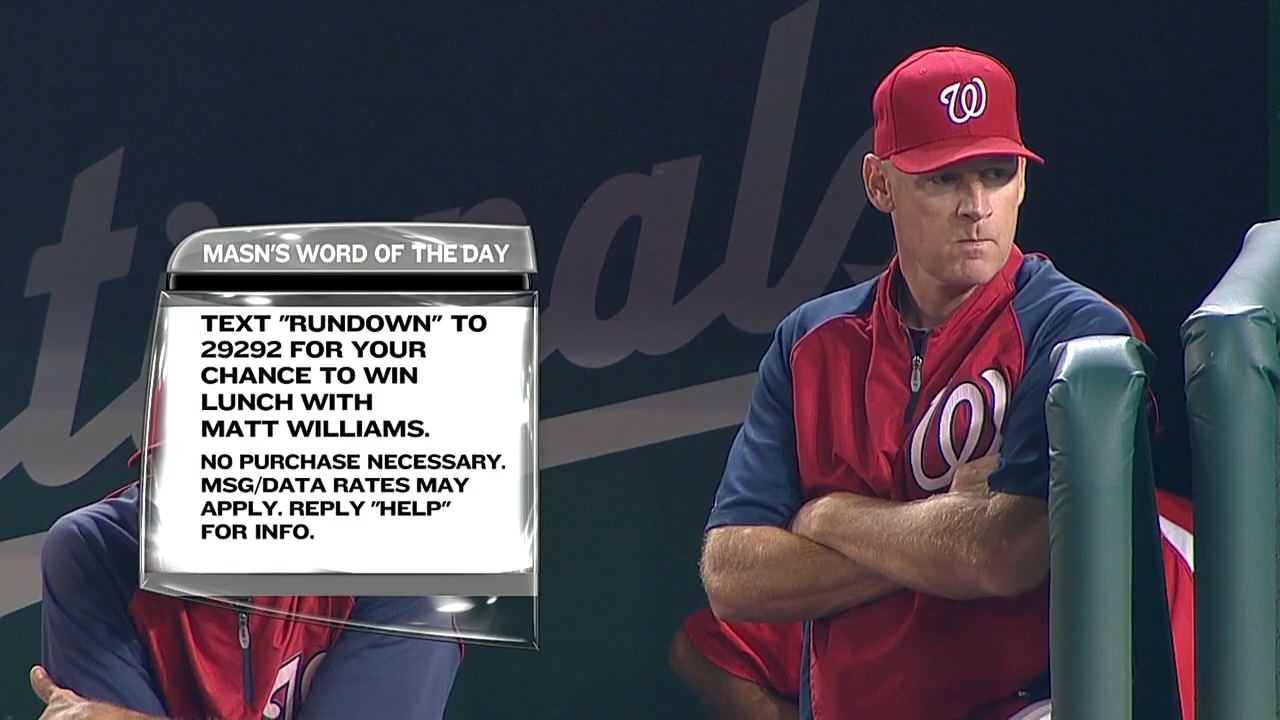 MASN'S WORD OF THE DAY
TEXT "RUNDOWN" TO
29292 FOR YOUR
CHANCE TO WIN
LUNCH WITH
MATT WILLIAMS.
NO PURCHASE NECESSARY.
MSG/DATA RATES MAY
APPLY. REPLY "HELP"
FOR INFO.
tionals
W
W